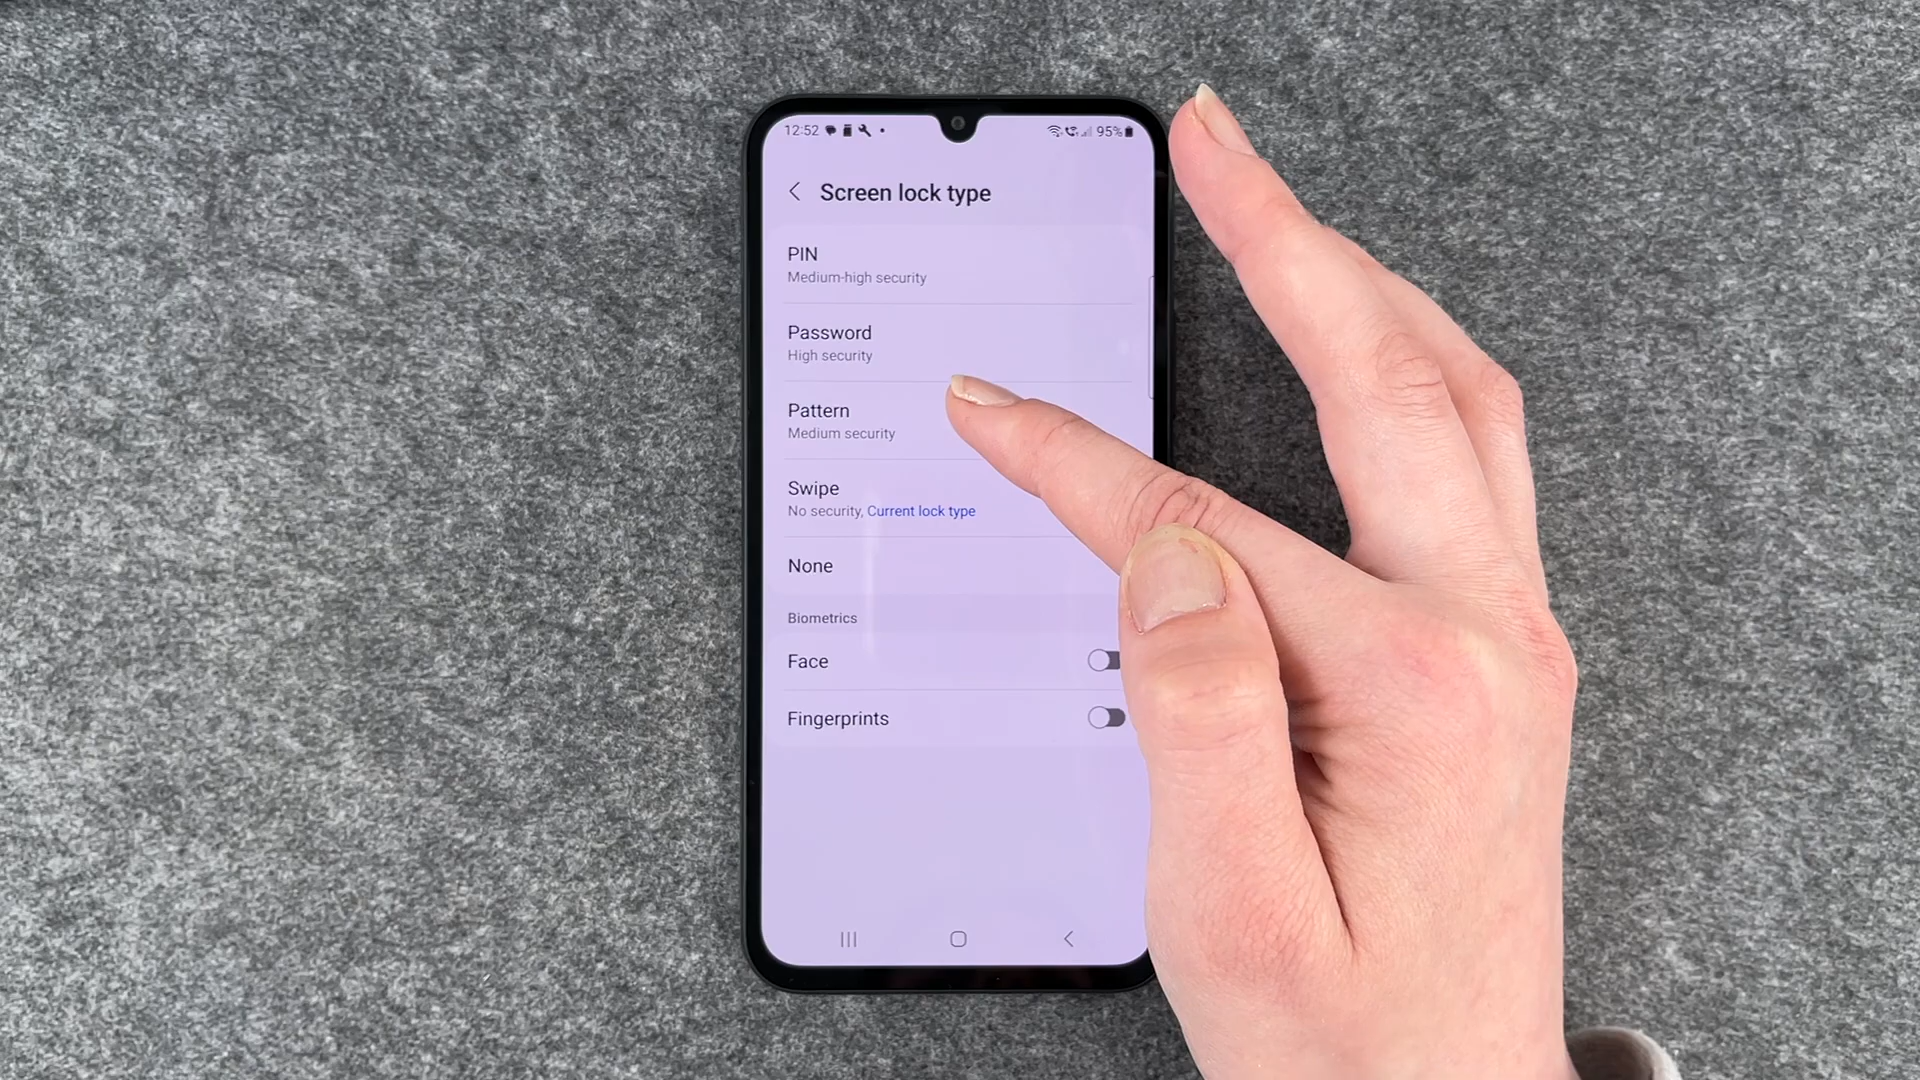 12:52 95%
Screen lock type
PIN
Medium-high security
Password
High security
Pattern
Medium security
Swipe
No security, Current lock type
None
Biometrics
Face
Fingerprints